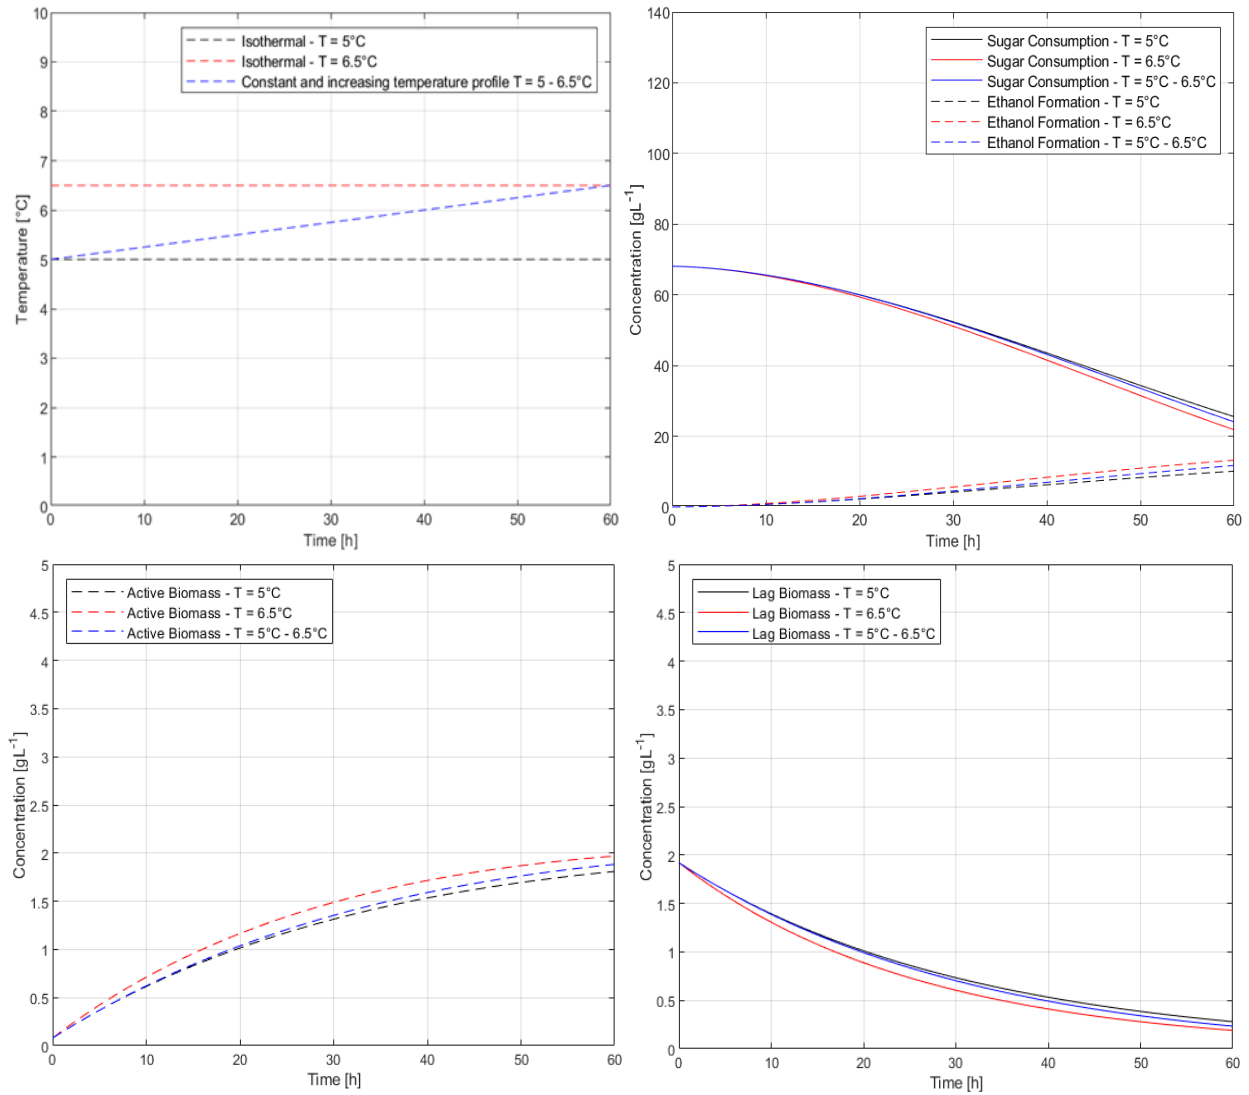 10
9
8
7
6
5
4
3
2
1
0
Temperature [°C]
Isothermal - T = 5°C
Isothermal - T = 6.5°C
Constant and increasing temperature profile T = 5 - 6.5°C
0 10 20 30 40 50 60
Time [h]
140
120
100
80
60
40
20
0
Concentration [gL⁻¹]
Sugar Consumption - T = 5°C
Sugar Consumption - T = 6.5°C
Sugar Consumption - T = 5°C - 6.5°C
Ethanol Formation - T = 5°C
Ethanol Formation - T = 6.5°C
Ethanol Formation - T = 5°C - 6.5°C
0 10 20 30 40 50 60
Time [h]
5
4.5
4
3.5
3
2.5
2
1.5
1
0.5
0
Concentration [gL⁻¹]
Active Biomass - T = 5°C
Active Biomass - T = 6.5°C
Active Biomass - T = 5°C - 6.5°C
0 10 20 30 40 50 60
Time [h]
5
4.5
4
3.5
3
2.5
2
1.5
1
0.5
0
Concentration [gL⁻¹]
Lag Biomass - T = 5°C
Lag Biomass - T = 6.5°C
Lag Biomass - T = 5°C - 6.5°C
0 10 20 30 40 50 60
Time [h]